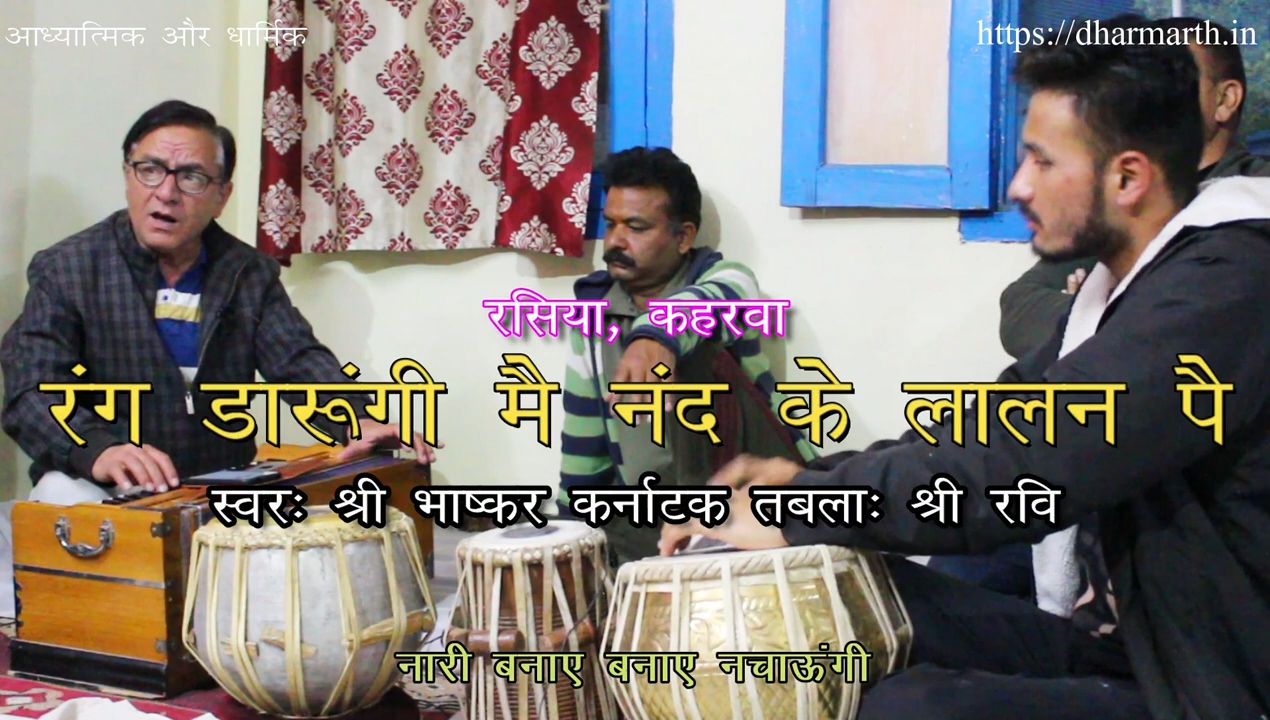 आध्यात्मिक और धार्मिक
https://dharmarth.in
रसिया, कहरवा
रंग डारूंगी मै नंद के लालन पै
स्वरः श्री भाष्कर कर्नाटक तबलाः श्री रवि
नारी बनाए बनाए नचाऊंगी